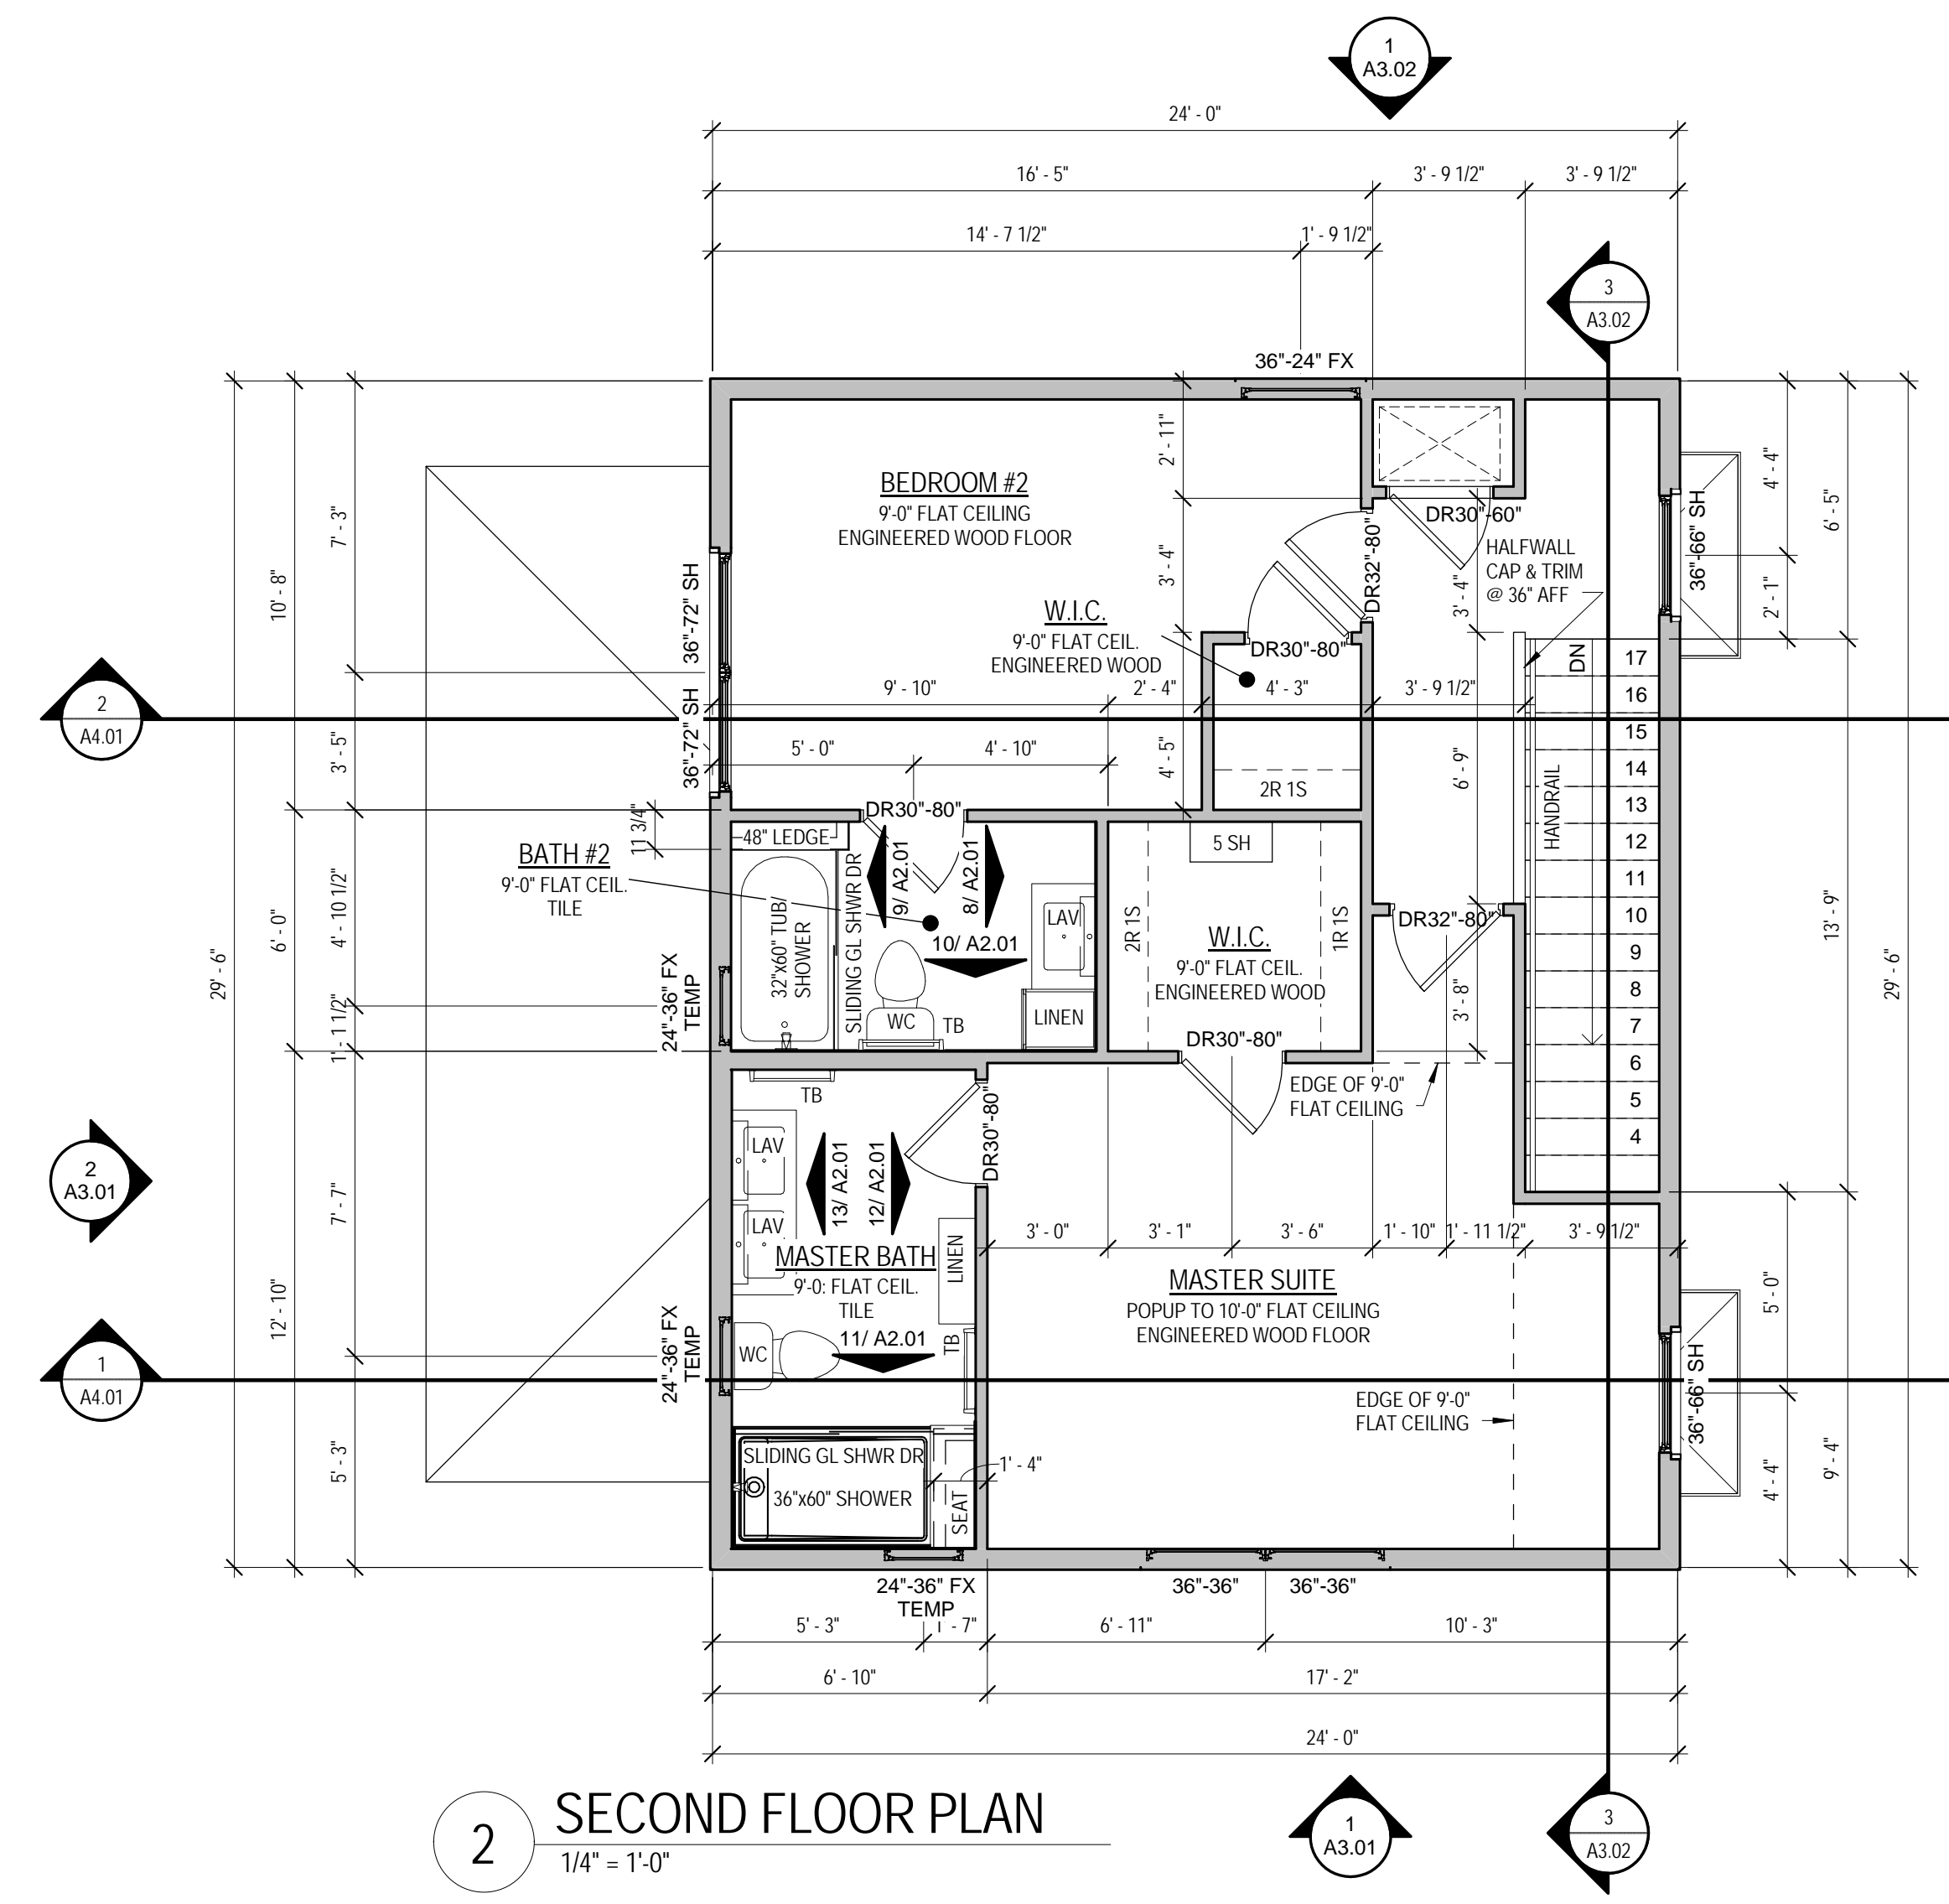 1
A3.02
24' - 0"
16' - 5"
3' - 9 1/2"
3' - 9 1/2"
14' - 7 1/2"
1' - 9 1/2"
3
A3.02
36"-24" FX
BEDROOM #2
9'-0" FLAT CEILING
ENGINEERED WOOD FLOOR
2' - 11"
3' - 4"
4' - 5"
W.I.C.
9'-0" FLAT CEIL.
ENGINEERED WOOD
DR30"-80"
DR32"-80"
DR30"-60"
HALFWALL
CAP & TRIM
@ 36" AFF
3' - 4"
6' - 9"
3' - 8"
36"-66" SH
4' - 4"
2' - 1"
6' - 5"
13' - 9"
29' - 6"
7' - 3"
10' - 8"
3' - 5"
36"-72" SH
36"-72" SH
9' - 10"
2' - 4"
4' - 3"
3' - 9 1/2"
5' - 0"
4' - 10"
2R 1S
2
A4.01
DN
HANDRAIL
17
16
15
14
13
12
11
10
9
8
7
6
5
4
29' - 6"
6' - 0"
4' - 10 1/2"
1' - 1 1/2"
11 3/4"
BATH #2
9'-0" FLAT CEIL.
TILE
48" LEDGE
DR30"-80"
32"x60" TUB/
SHOWER
SLIDING GL SHWR DR
9/ A2.01
8/ A2.01
10/ A2.01
LAV
WC
TB
LINEN
24"-36" FX
TEMP
5 SH
2R 1S
1R 1S
W.I.C.
9'-0" FLAT CEIL.
ENGINEERED WOOD
DR30"-80"
DR32"-80"
EDGE OF 9'-0"
FLAT CEILING
2
A3.01
TB
LAV
LAV
13/ A2.01
12/ A2.01
DR30"-80"
MASTER BATH
9'-0: FLAT CEIL.
TILE
11/ A2.01
LINEN
TB
WC
24"-36" FX
TEMP
7' - 7"
12' - 10"
5' - 3"
3' - 0"
3' - 1"
3' - 6"
1' - 10"
1' - 11 1/2"
3' - 9 1/2"
MASTER SUITE
POPUP TO 10'-0" FLAT CEILING
ENGINEERED WOOD FLOOR
EDGE OF 9'-0"
FLAT CEILING
36"-66" SH
5' - 0"
4' - 4"
9' - 4"
1
A4.01
SLIDING GL SHWR DR
36"x60" SHOWER
SEAT
1' - 4"
24"-36" FX
TEMP
36"-36"
36"-36"
5' - 3"
1' - 7"
6' - 11"
10' - 3"
6' - 10"
17' - 2"
24' - 0"
2
SECOND FLOOR PLAN
1/4" = 1'-0"
1
A3.01
3
A3.02